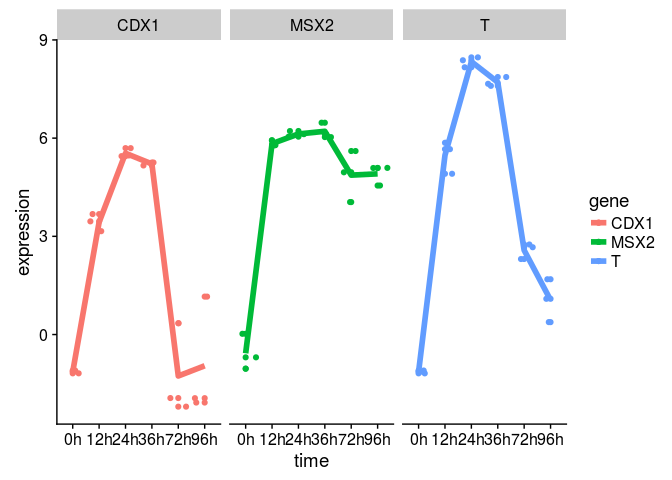 CDX1 MSX2 T
9
6
3
0
expression
0h 12h24h36h72h96h 0h 12h24h36h72h96h 0h 12h24h36h72h96h
time
gene
CDX1
MSX2
T